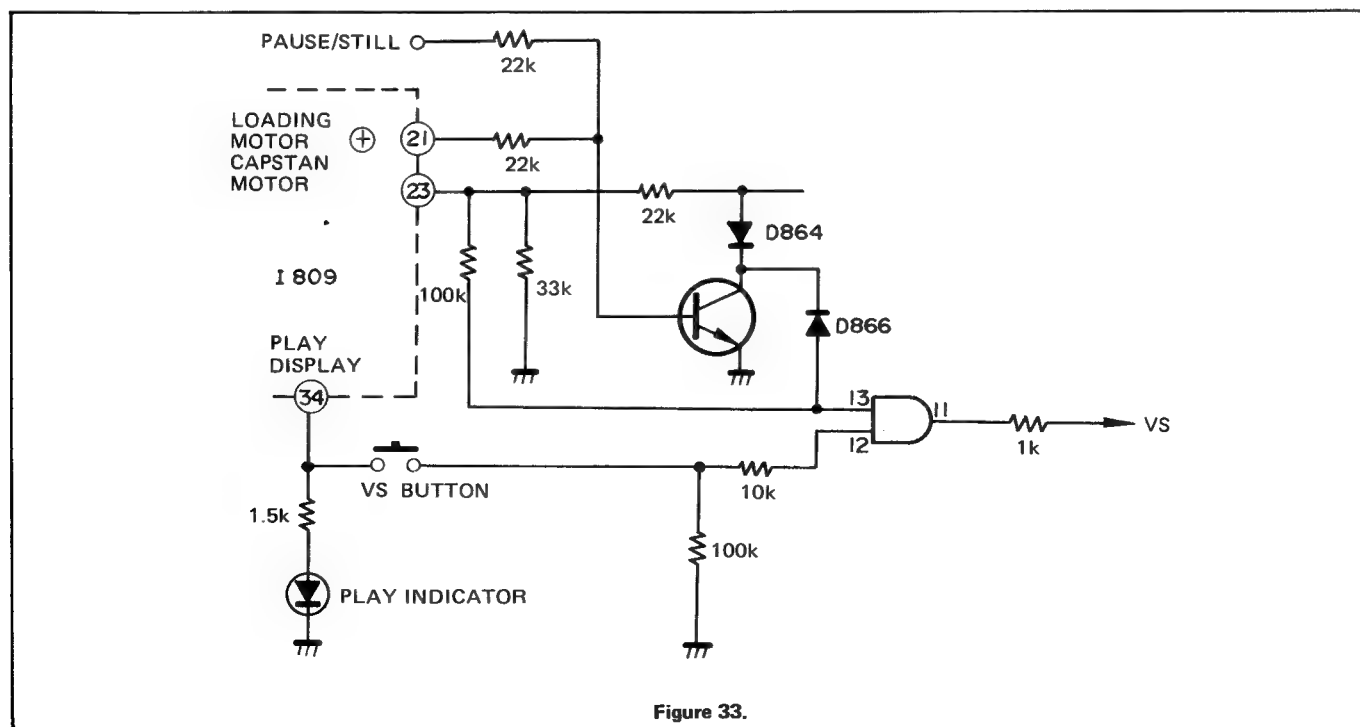 PAUSE/STILL
22k
LOADING
MOTOR
CAPSTAN
MOTOR
+
21
22k
23
22k
D864
I 809
100k
33k
D866
PLAY
DISPLAY
34
13
11
12
VS
1k
VS BUTTON
10k
1.5k
100k
PLAY INDICATOR
Figure 33.